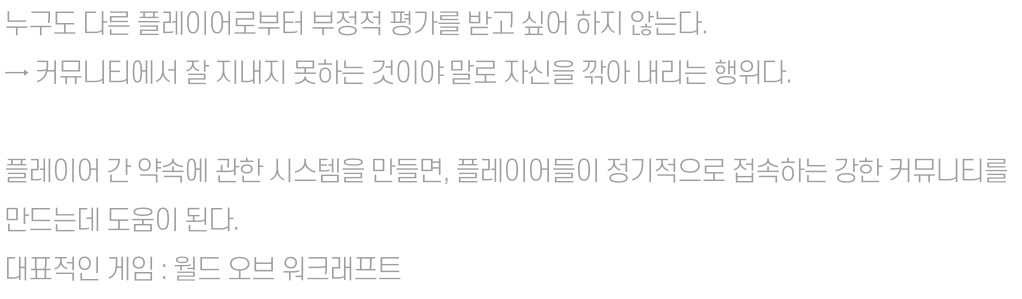 누구도 다른 플레이어로부터 부정적 평가를 받고 싶어 하지 않는다.
→ 커뮤니티에서 잘 지내지 못하는 것이야 말로 자신을 깎아 내리는 행위다.
플레이어 간 약속에 관한 시스템을 만들면, 플레이어들이 정기적으로 접속하는 강한 커뮤니티를
만드는데 도움이 된다.
대표적인 게임 : 월드 오브 워크래프트